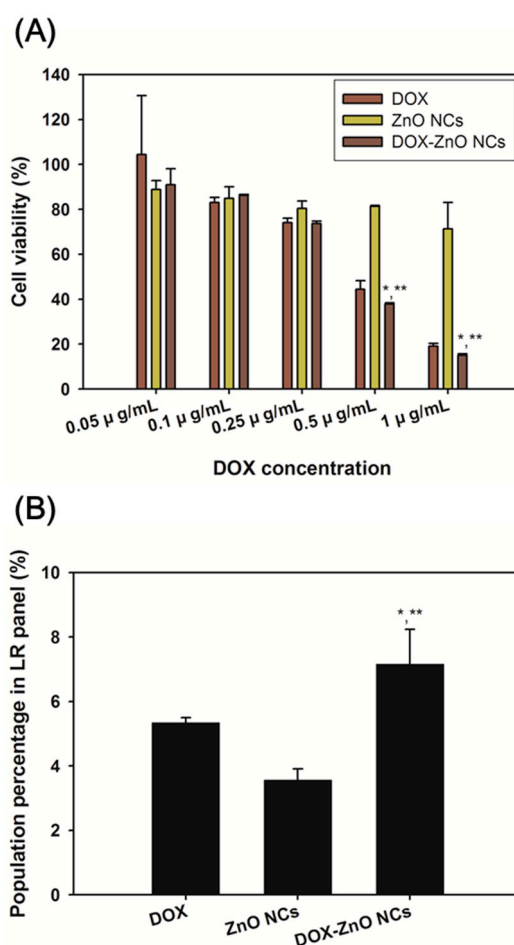 (A)
140
120
100
80
60
40
20
0
Cell viability (%)
DOX
ZnO NCs
DOX-ZnO NCs
*,**
*,**
0.05 μ g/mL
0.1 μ g/mL
0.25 μ g/mL
0.5 μ g/mL
1 μ g/mL
DOX concentration
(B)
10
8
6
4
2
0
Population percentage in LR panel (%)
*,**
DOX
ZnO NCs
DOX-ZnO NCs